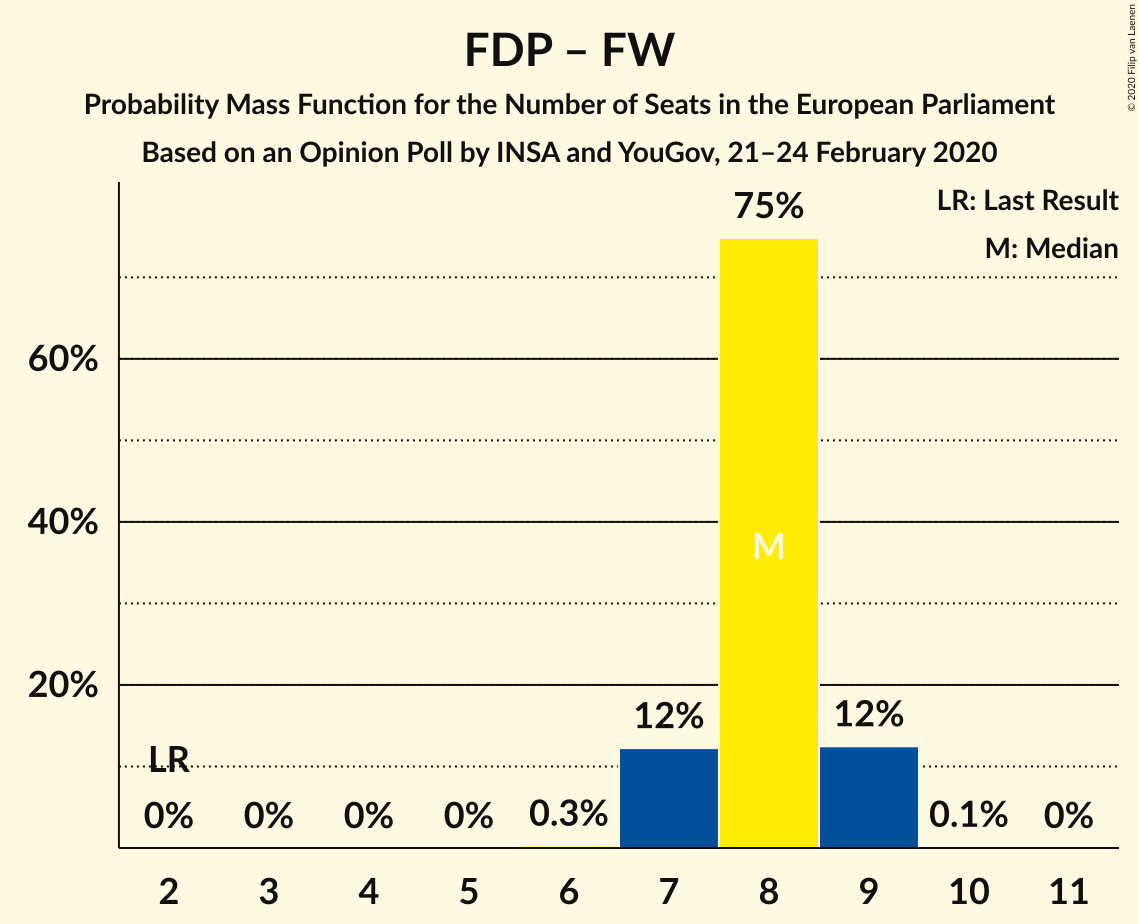 FDP – FW
Probability Mass Function for the Number of Seats in the European Parliament
Based on an Opinion Poll by INSA and YouGov, 21–24 February 2020
© 2020 Filip van Laenen
LR: Last Result
M: Median
75%
60%
40%
20%
M
12%
12%
LR
0%
0%
0%
0%
0.3%
0.1%
0%
2 3 4 5 6 7 8 9 10 11